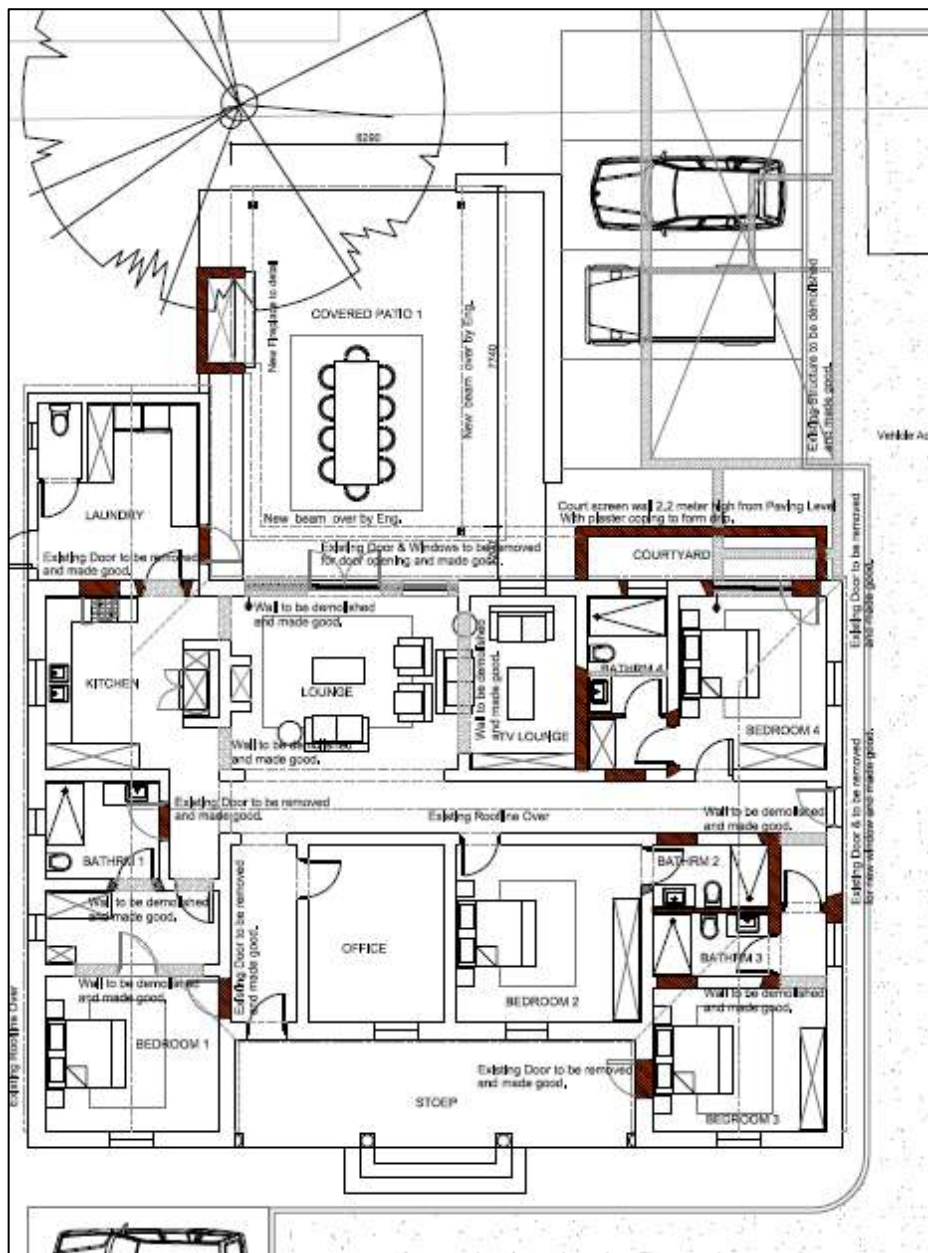 6290
New Fireplace to detail
COVERED PATIO 1
New beam over by Eng.
7740
Existing Structure to be demolished
and made good.
Vehicle Ac
New beam over by Eng.
Court screen wall 2,2 meter high from Paving Level
With plaster coping to form drip.
LAUNDRY
Existing Door to be removed
and made good.
Existing Door & Windows to be removed
for door opening and made good.
COURTYARD
Existing Door to be removed
and made good.
Wall to be demolished
and made good.
Wall to be demolished
and made good.
KITCHEN
LOUNGE
BATHRM 4
TV LOUNGE
BEDROOM 4
Wall to be demolished
and made good.
Existing Door to be removed
and made good.
Existing Roofline Over
Wall to be demolished
and made good.
Existing Door & to be removed
for new window and made good.
BATHRM 1
BATHRM 2
Wall to be demolished
and made good.
Existing Door to be removed
and made good.
OFFICE
BATHRM 3
Wall to be demolished
and made good.
BEDROOM 2
Wall to be demolished
and made good.
Existing Roofline Over
BEDROOM 1
Existing Door to be removed
and made good.
STOEP
BEDROOM 3